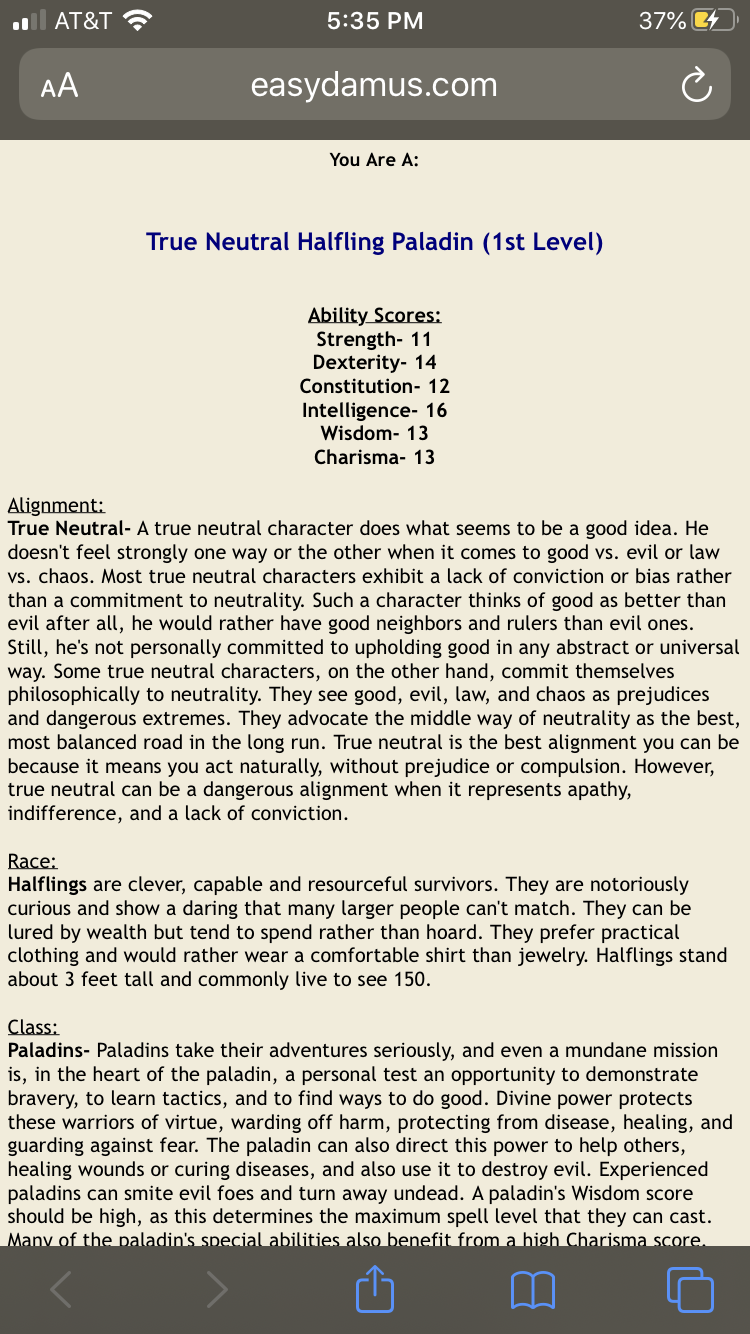 AT&T 5:35 PM 37%
AA easydamus.com
You Are A:
True Neutral Halfling Paladin (1st Level)
Ability Scores:
Strength- 11
Dexterity- 14
Constitution- 12
Intelligence- 16
Wisdom- 13
Charisma- 13
Alignment:
True Neutral- A true neutral character does what seems to be a good idea. He
doesn't feel strongly one way or the other when it comes to good vs. evil or law
vs. chaos. Most true neutral characters exhibit a lack of conviction or bias rather
than a commitment to neutrality. Such a character thinks of good as better than
evil after all, he would rather have good neighbors and rulers than evil ones.
Still, he's not personally committed to upholding good in any abstract or universal
way. Some true neutral characters, on the other hand, commit themselves
philosophically to neutrality. They see good, evil, law, and chaos as prejudices
and dangerous extremes. They advocate the middle way of neutrality as the best,
most balanced road in the long run. True neutral is the best alignment you can be
because it means you act naturally, without prejudice or compulsion. However,
true neutral can be a dangerous alignment when it represents apathy,
indifference, and a lack of conviction.
Race:
Halflings are clever, capable and resourceful survivors. They are notoriously
curious and show a daring that many larger people can't match. They can be
lured by wealth but tend to spend rather than hoard. They prefer practical
clothing and would rather wear a comfortable shirt than jewelry. Halflings stand
about 3 feet tall and commonly live to see 150.
Class:
Paladins- Paladins take their adventures seriously, and even a mundane mission
is, in the heart of the paladin, a personal test an opportunity to demonstrate
bravery, to learn tactics, and to find ways to do good. Divine power protects
these warriors of virtue, warding off harm, protecting from disease, healing, and
guarding against fear. The paladin can also direct this power to help others,
healing wounds or curing diseases, and also use it to destroy evil. Experienced
paladins can smite evil foes and turn away undead. A paladin's Wisdom score
should be high, as this determines the maximum spell level that they can cast.
Many of the paladin's special abilities also benefit from a high Charisma score.